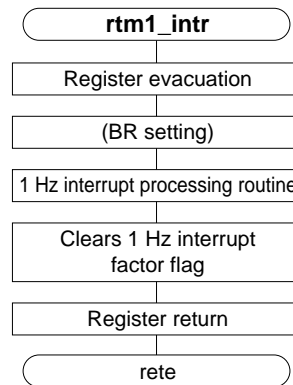 rtm1_intr
Register evacuation
(BR setting)
1 Hz interrupt processing routine
Clears 1 Hz interrupt
factor flag
Register return
rete